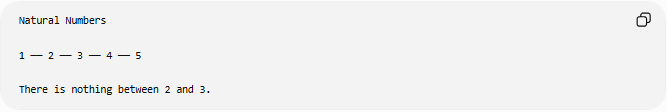 Natural Numbers
1 — 2 — 3 — 4 — 5
There is nothing between 2 and 3.